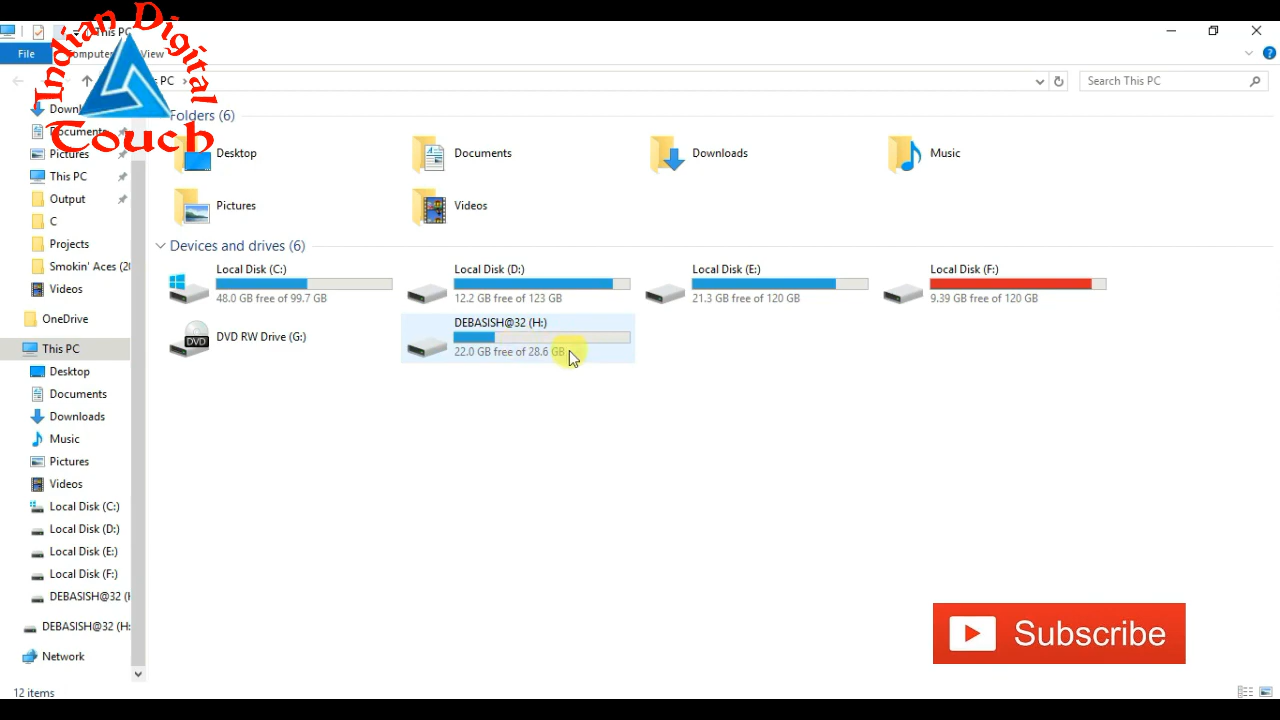 Indian Digital
Touch
This PC
File
Computer
View
PC
Search This PC
Downl
Documents
Pictures
This PC
Output
C
Projects
Smokin' Aces (20
Videos
OneDrive
This PC
Desktop
Documents
Downloads
Music
Pictures
Videos
Local Disk (C:)
Local Disk (D:)
Local Disk (E:)
Local Disk (F:)
DEBASISH@32 (H
DEBASISH@32 (H:
Network
Folders (6)
Desktop
Documents
Downloads
Music
Pictures
Videos
Devices and drives (6)
Local Disk (C:)
48.0 GB free of 99.7 GB
Local Disk (D:)
12.2 GB free of 123 GB
Local Disk (E:)
21.3 GB free of 120 GB
Local Disk (F:)
9.39 GB free of 120 GB
DVD
DVD RW Drive (G:)
DEBASISH@32 (H:)
22.0 GB free of 28.6 GB
Subscribe
12 items